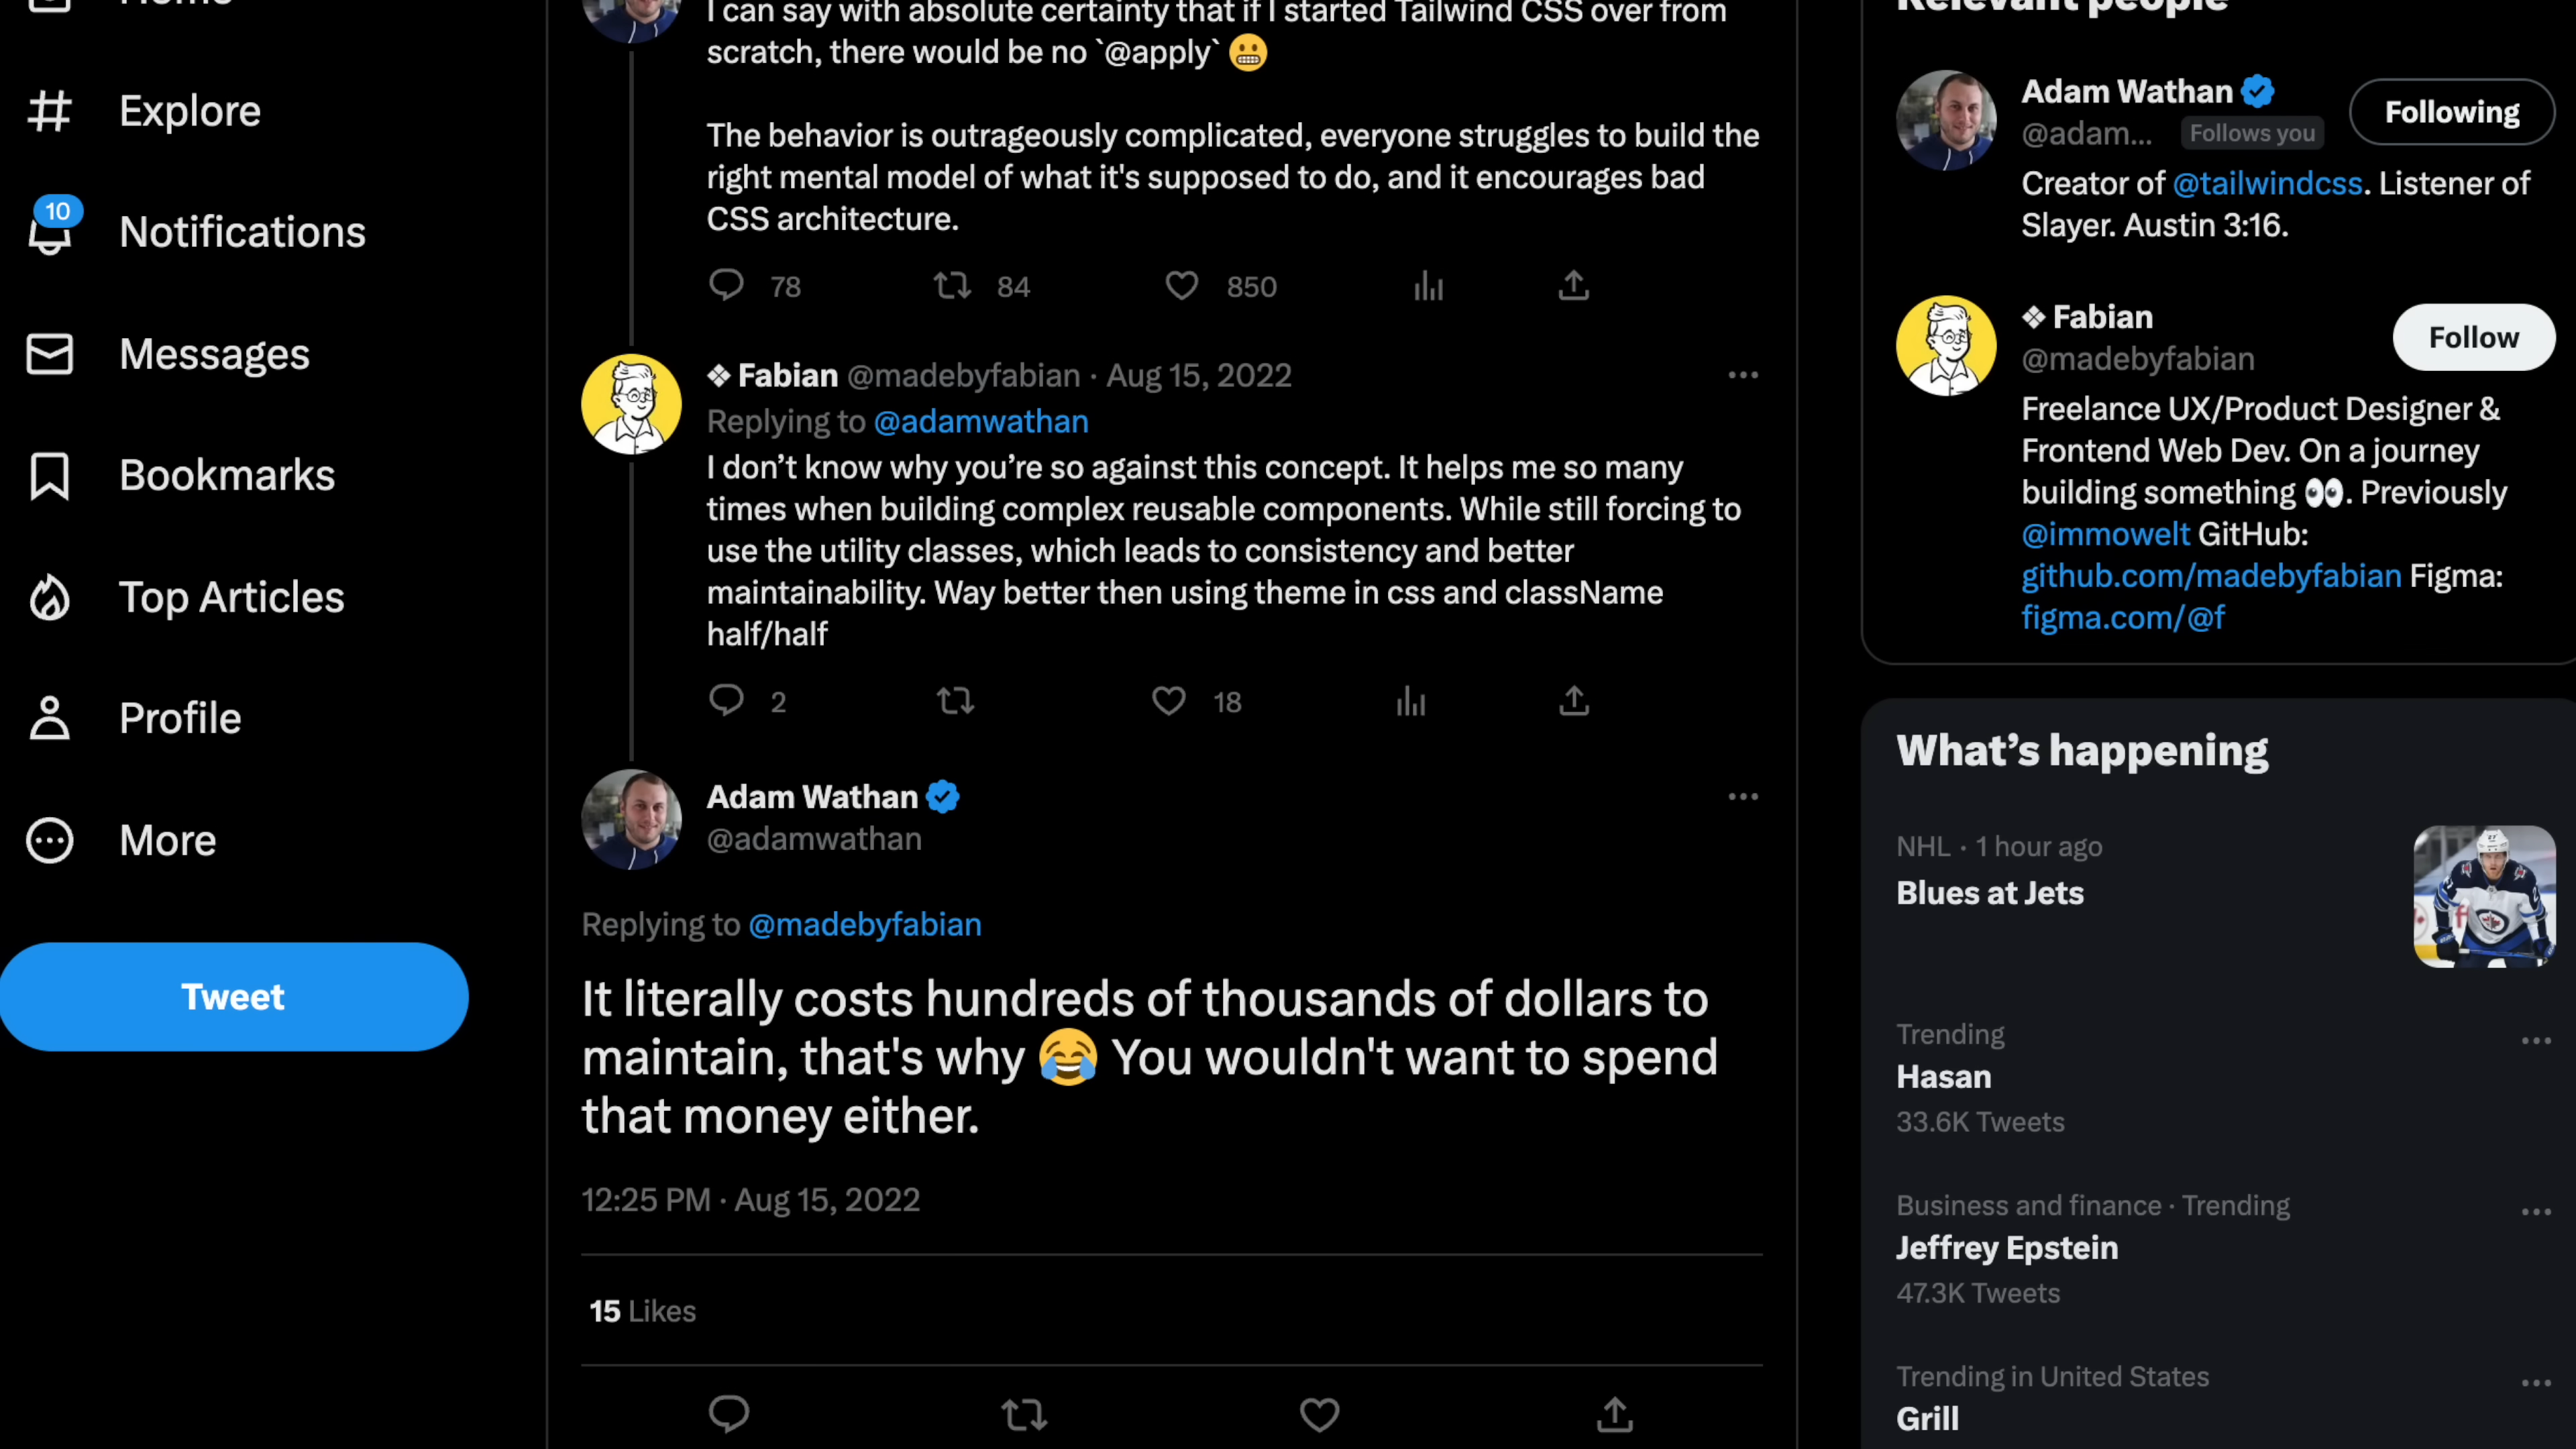 Home
Explore
10
Notifications
Messages
Bookmarks
Top Articles
Profile
More
Tweet
I can say with absolute certainty that if I started Tailwind CSS over from
scratch, there would be no `@apply` 😬
The behavior is outrageously complicated, everyone struggles to build the
right mental model of what it's supposed to do, and it encourages bad
CSS architecture.
78 84 850
❖ Fabian @madebyfabian · Aug 15, 2022
Replying to @adamwathan
I don’t know why you’re so against this concept. It helps me so many
times when building complex reusable components. While still forcing to
use the utility classes, which leads to consistency and better
maintainability. Way better then using theme in css and className
half/half
2 18
Adam Wathan
@adamwathan
Replying to @madebyfabian
It literally costs hundreds of thousands of dollars to
maintain, that's why 😂 You wouldn't want to spend
that money either.
12:25 PM · Aug 15, 2022
15 Likes
Relevant people
Adam Wathan
Following
@adam... Follows you
Creator of @tailwindcss. Listener of
Slayer. Austin 3:16.
❖ Fabian
Follow
@madebyfabian
Freelance UX/Product Designer &
Frontend Web Dev. On a journey
building something 👀. Previously
@immowelt GitHub:
github.com/madebyfabian Figma:
figma.com/@f
What’s happening
NHL · 1 hour ago
Blues at Jets
Trending
Hasan
33.6K Tweets
Business and finance · Trending
Jeffrey Epstein
47.3K Tweets
Trending in United States
Grill